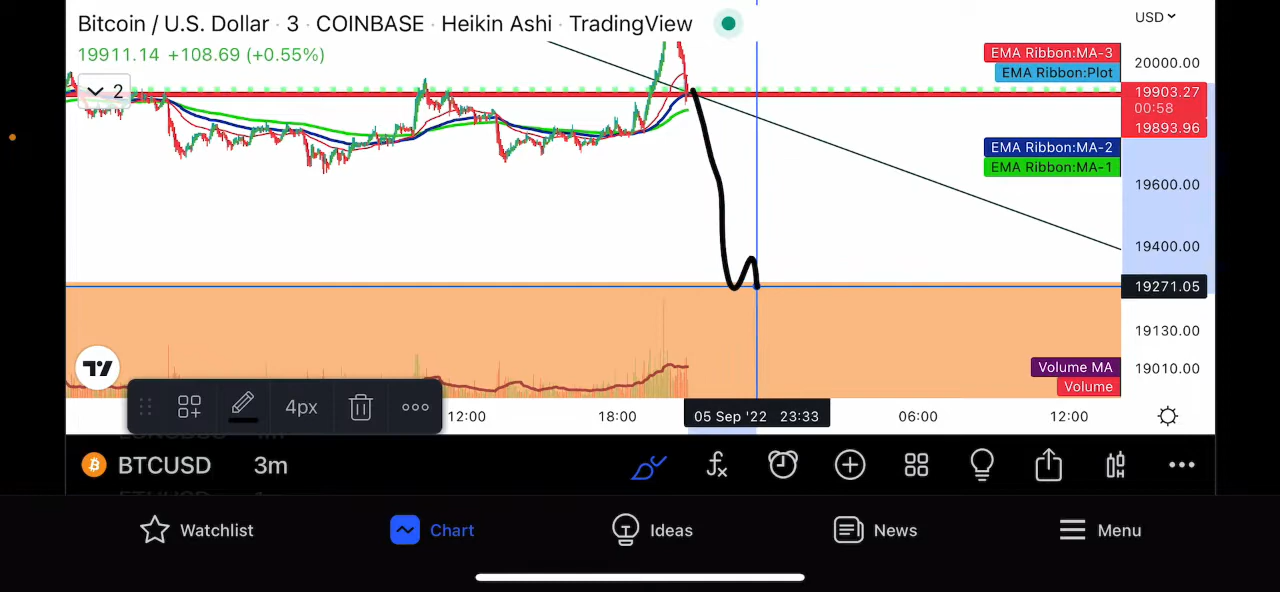 Bitcoin / U.S. Dollar · 3 · COINBASE · Heikin Ashi · TradingView
USD
19911.14 +108.69 (+0.55%)
2
EMA Ribbon:MA-3
EMA Ribbon:Plot
20000.00
19903.27
00:58
19893.96
EMA Ribbon:MA-2
EMA Ribbon:MA-1
19600.00
19400.00
19271.05
19130.00
Volume MA
19010.00
Volume
4px
12:00
18:00
05 Sep '22 23:33
06:00
12:00
BTCUSD 3m
Watchlist
Chart
Ideas
News
Menu